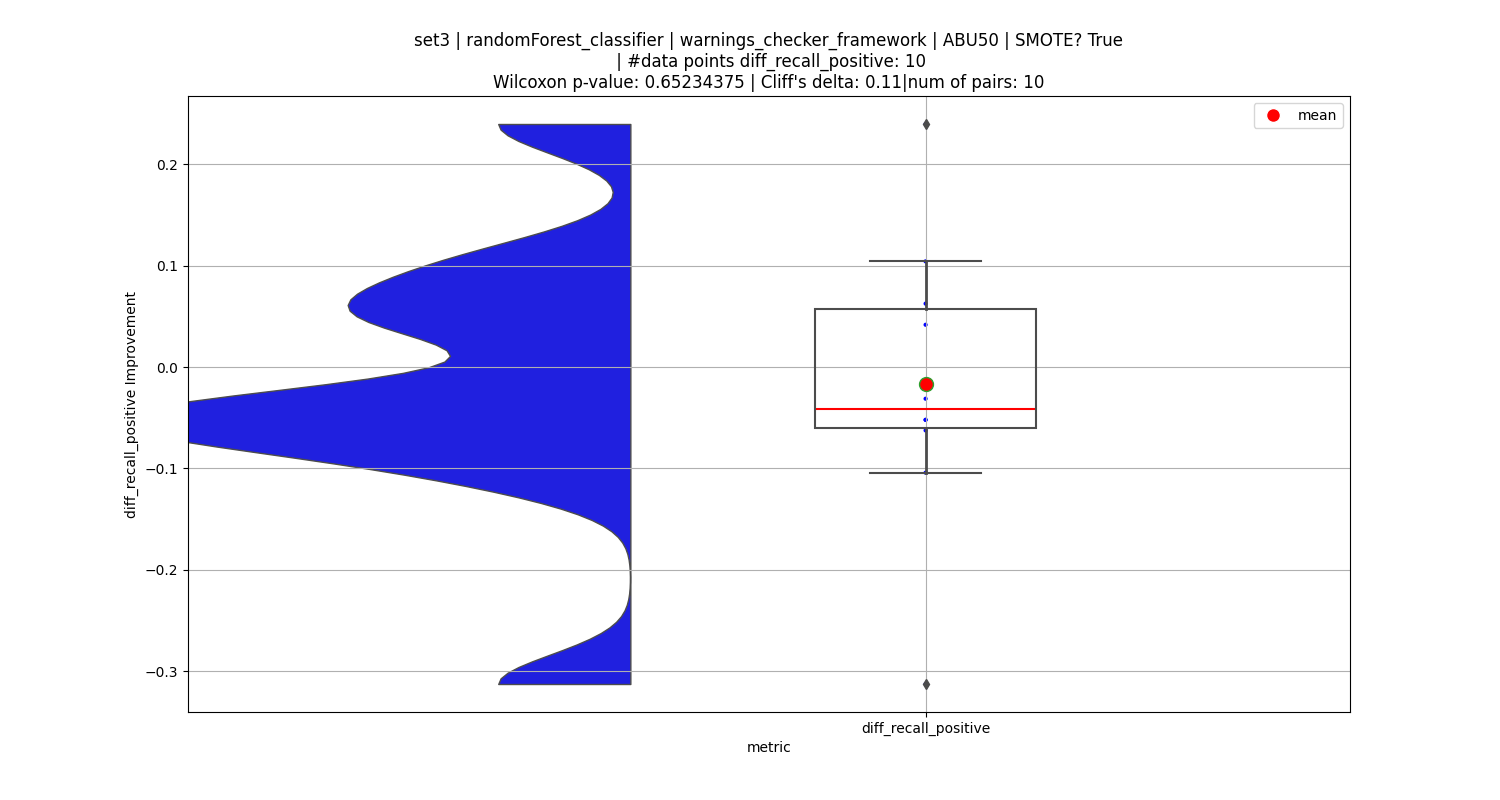 set3 | randomForest_classifier | warnings_checker_framework | ABU50 | SMOTE? True
| #data points diff_recall_positive: 10
Wilcoxon p-value: 0.65234375 | Cliff's delta: 0.11|num of pairs: 10
mean
0.2
0.1
0.0
−0.1
−0.2
−0.3
diff_recall_positive Improvement
diff_recall_positive
metric